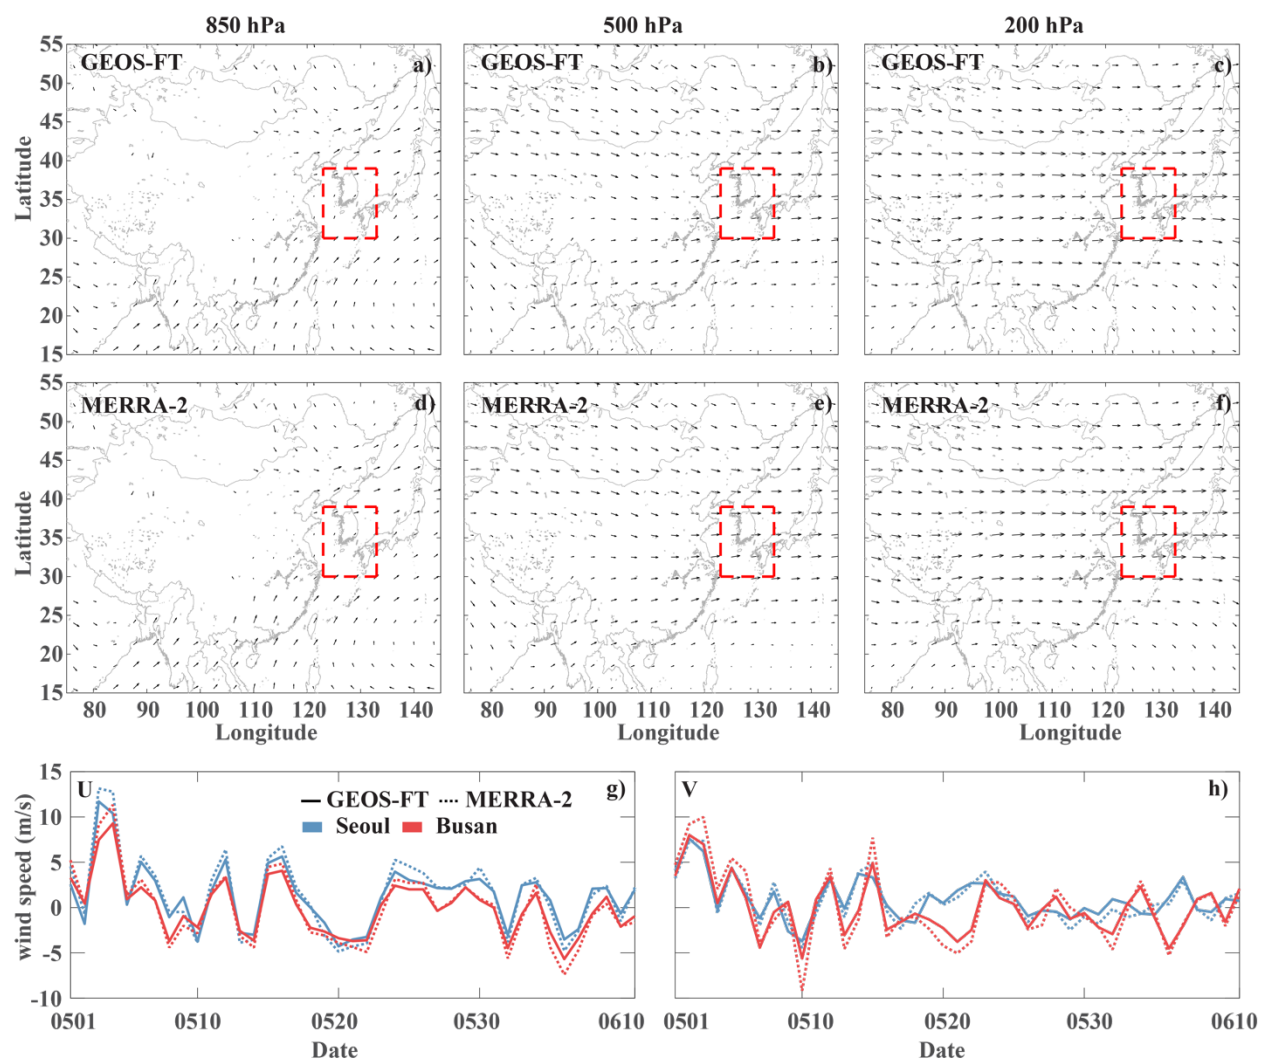 850 hPa 500 hPa 200 hPa
GEOS-FT a) GEOS-FT b) GEOS-FT c)
55
50
45
40
35
30
25
20
15
Latitude
MERRA-2 d) MERRA-2 e) MERRA-2 f)
55
50
45
40
35
30
25
20
15
Latitude
80 90 100 110 120 130 140 80 90 100 110 120 130 140 80 90 100 110 120 130 140
Longitude Longitude Longitude
U g)
GEOS-FT MERRA-2
Seoul Busan
15
10
5
0
-5
-10
wind speed (m/s)
0501 0510 0520 0530 0610
Date
V h)
0501 0510 0520 0530 0610
Date